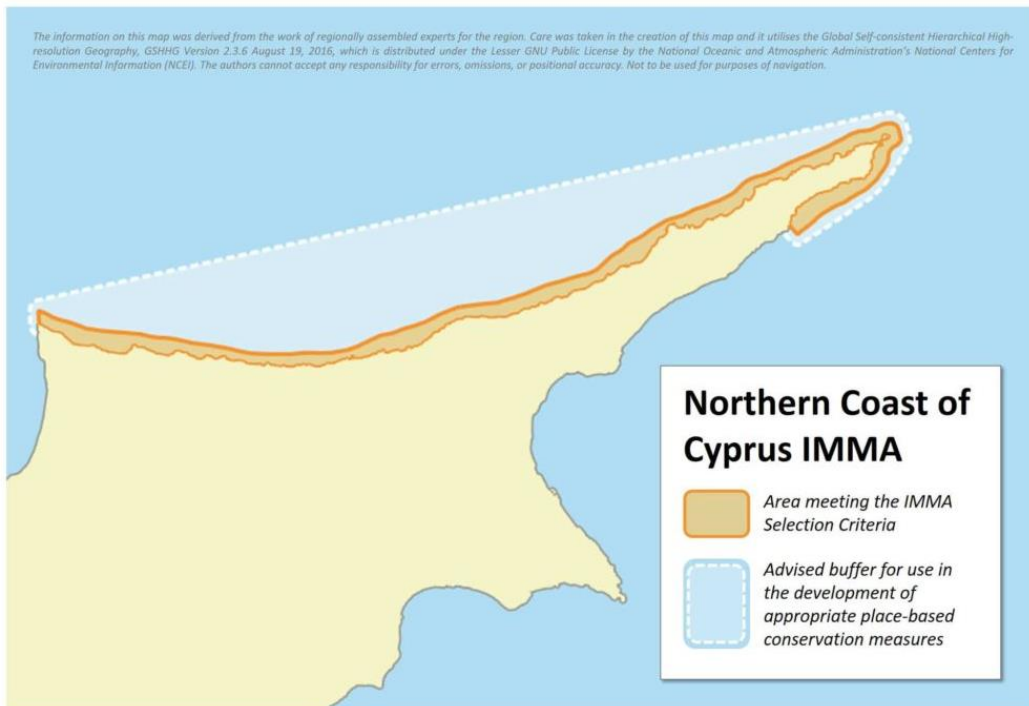 The information on this map was derived from the work of regionally assembled experts for the region. Care was taken in the creation of this map and it utilises the Global Self-consistent Hierarchical High-
resolution Geography, GSHHG Version 2.3.6 August 19, 2016, which is distributed under the Lesser GNU Public License by the National Oceanic and Atmospheric Administration's National Centers for
Environmental Information (NCEI). The authors cannot accept any responsibility for errors, omissions, or positional accuracy. Not to be used for purposes of navigation.
Northern Coast of
Cyprus IMMA
Area meeting the IMMA
Selection Criteria
Advised buffer for use in
the development of
appropriate place-based
conservation measures